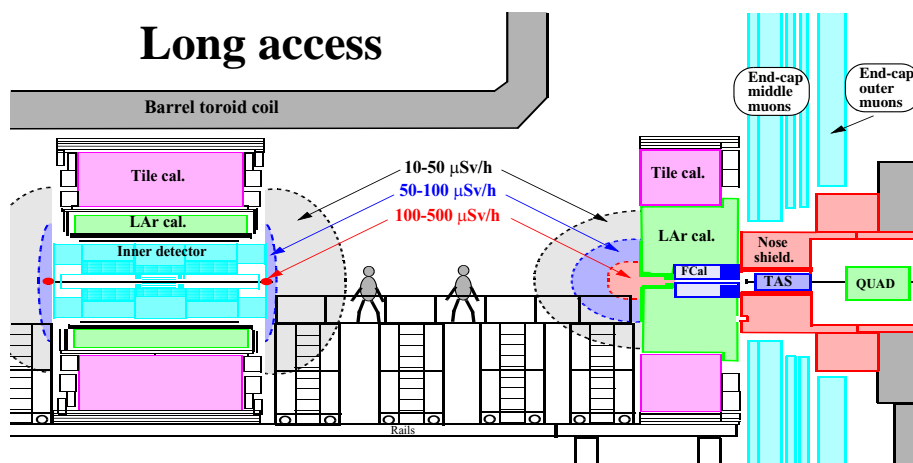 Long access
Barrel toroid coil
End-cap
middle
muons
End-cap
outer
muons
Tile cal.
LAr cal.
Inner detector
10-50 μSv/h
50-100 μSv/h
100-500 μSv/h
Tile cal.
LAr cal.
FCal
Nose
shield.
TAS
QUAD
Rails